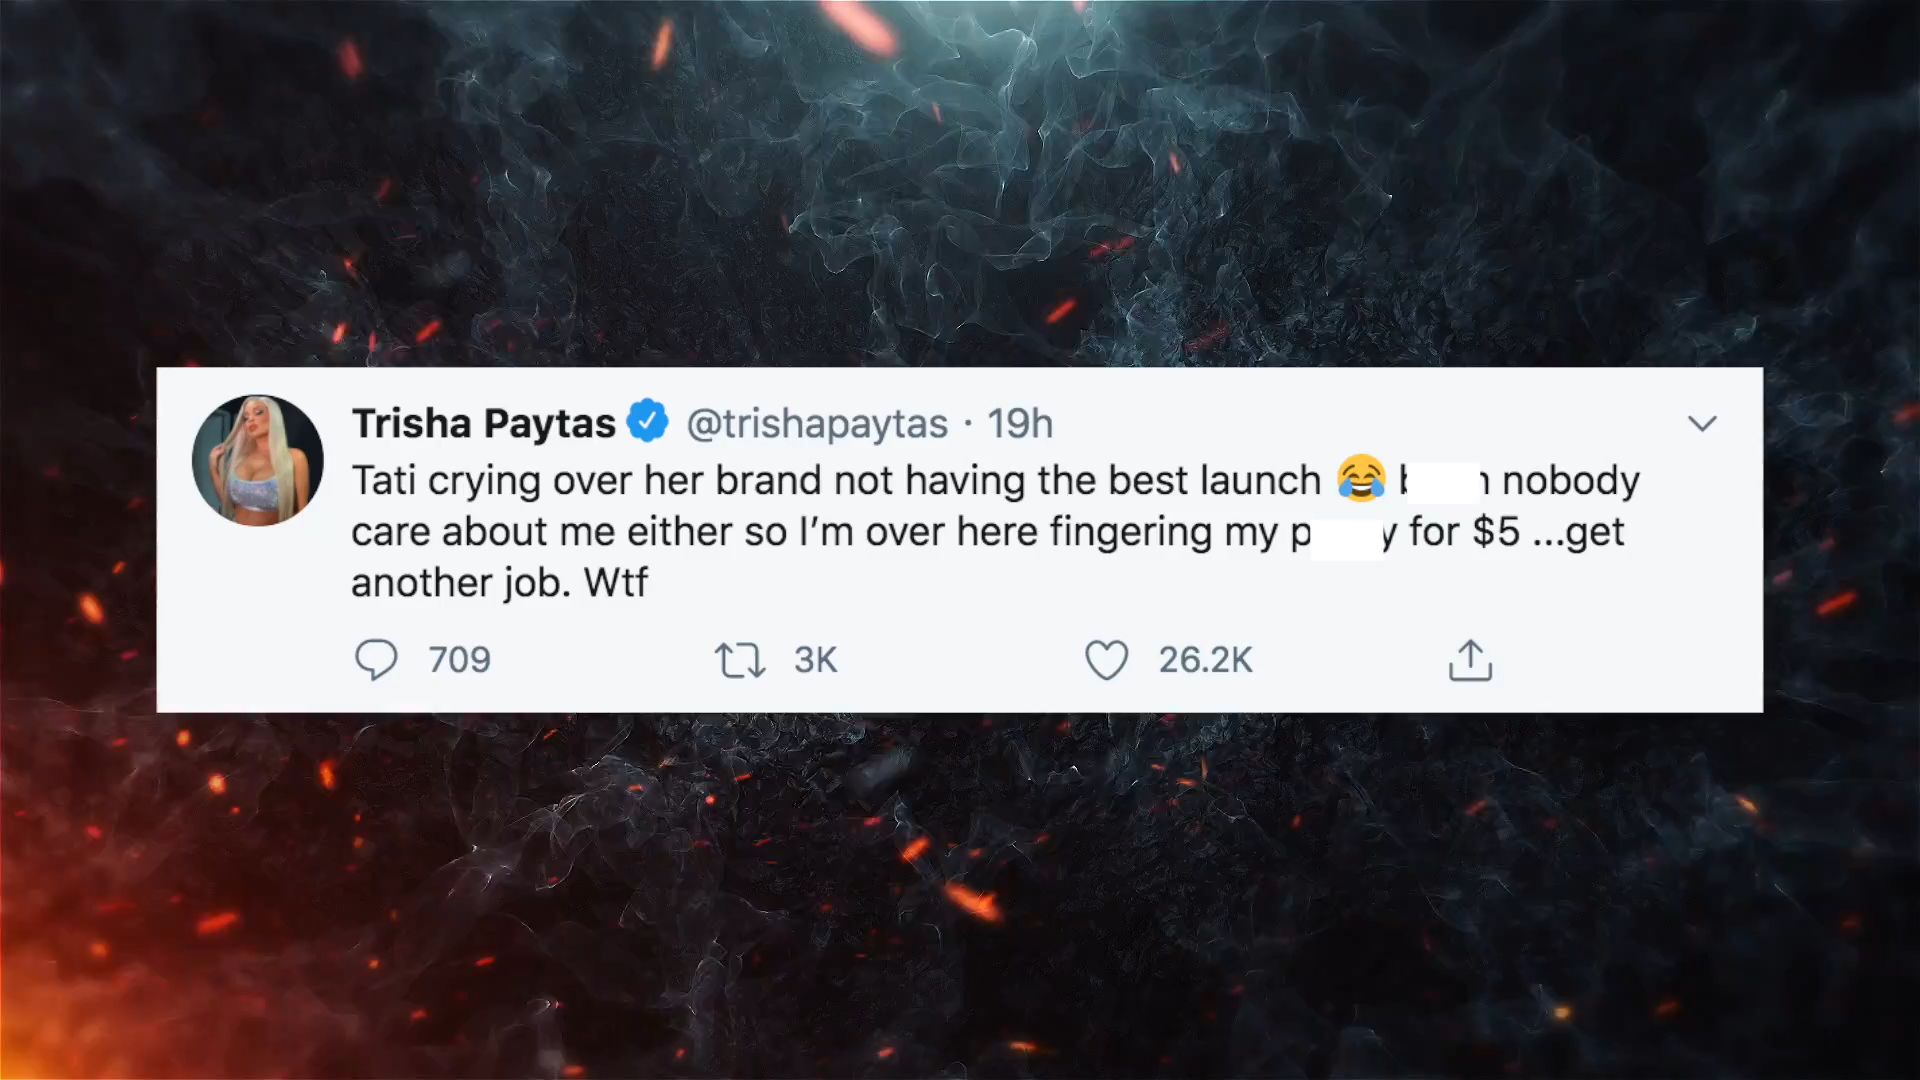 Trisha Paytas @trishapaytas · 19h
Tati crying over her brand not having the best launch 😂 nobody
care about me either so I'm over here fingering my for $5 ...get
another job. Wtf
709 3K 26.2K